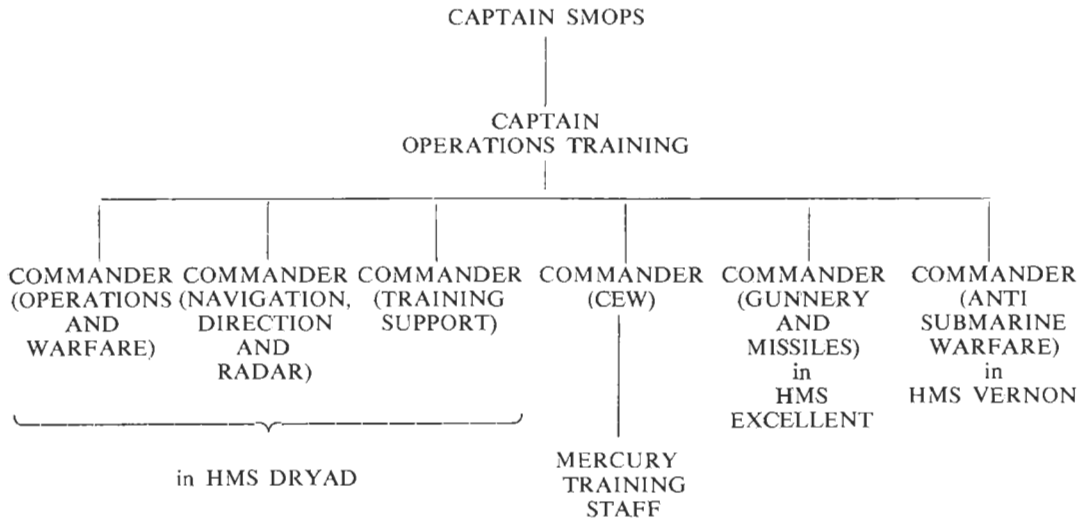 CAPTAIN SMOPS
CAPTAIN
OPERATIONS TRAINING
COMMANDER
(OPERATIONS
AND
WARFARE)
COMMANDER
(NAVIGATION,
DIRECTION
AND
RADAR)
COMMANDER
(TRAINING
SUPPORT)
in HMS DRYAD
COMMANDER
(CEW)
MERCURY
TRAINING
STAFF
COMMANDER
(GUNNERY
AND
MISSILES)
in
HMS
EXCELLENT
COMMANDER
(ANTI
SUBMARINE
WARFARE)
in
HMS VERNON